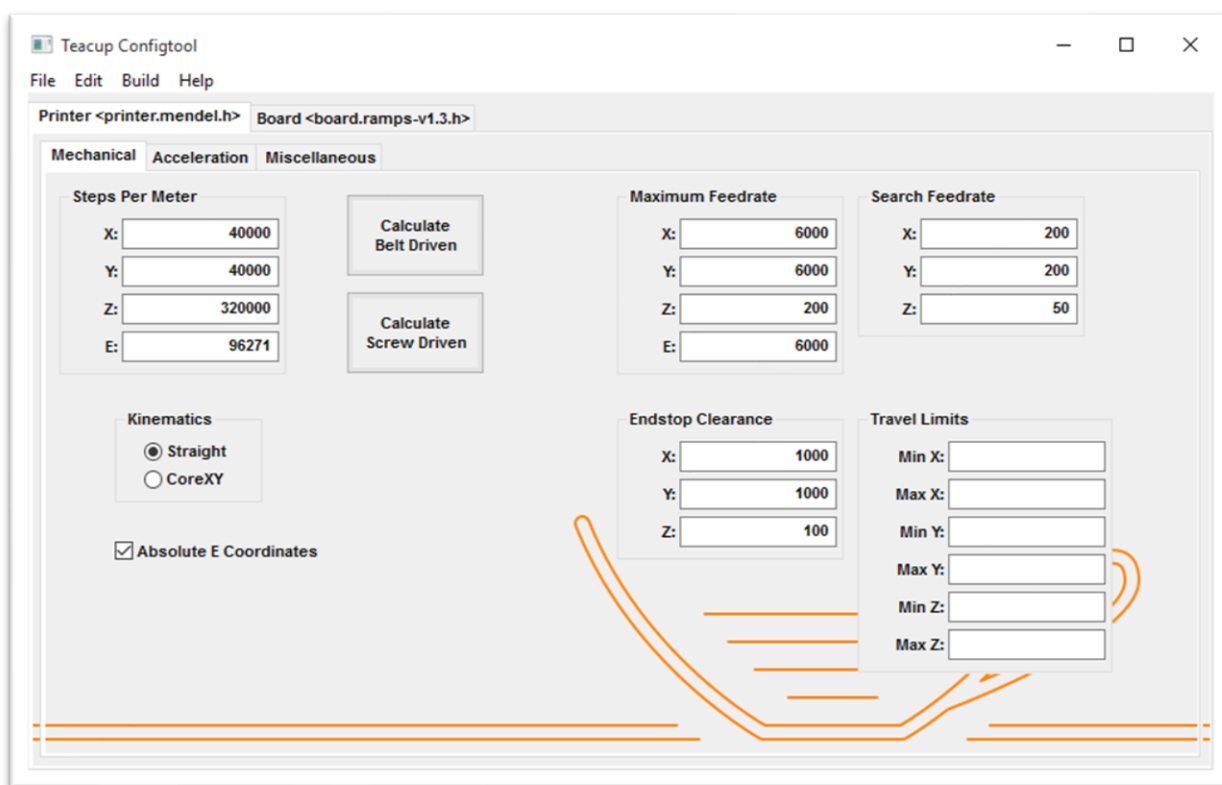 Teacup Configtool
File Edit Build Help
Printer <printer.mendel.h> Board <board.ramps-v1.3.h>
Mechanical Acceleration Miscellaneous
Steps Per Meter
X: 40000
Y: 40000
Z: 320000
E: 96271
Calculate
Belt Driven
Calculate
Screw Driven
Maximum Feedrate
X: 6000
Y: 6000
Z: 200
E: 6000
Search Feedrate
X: 200
Y: 200
Z: 50
Kinematics
Straight
CoreXY
Absolute E Coordinates
Endstop Clearance
X: 1000
Y: 1000
Z: 100
Travel Limits
Min X:
Max X:
Min Y:
Max Y:
Min Z:
Max Z: